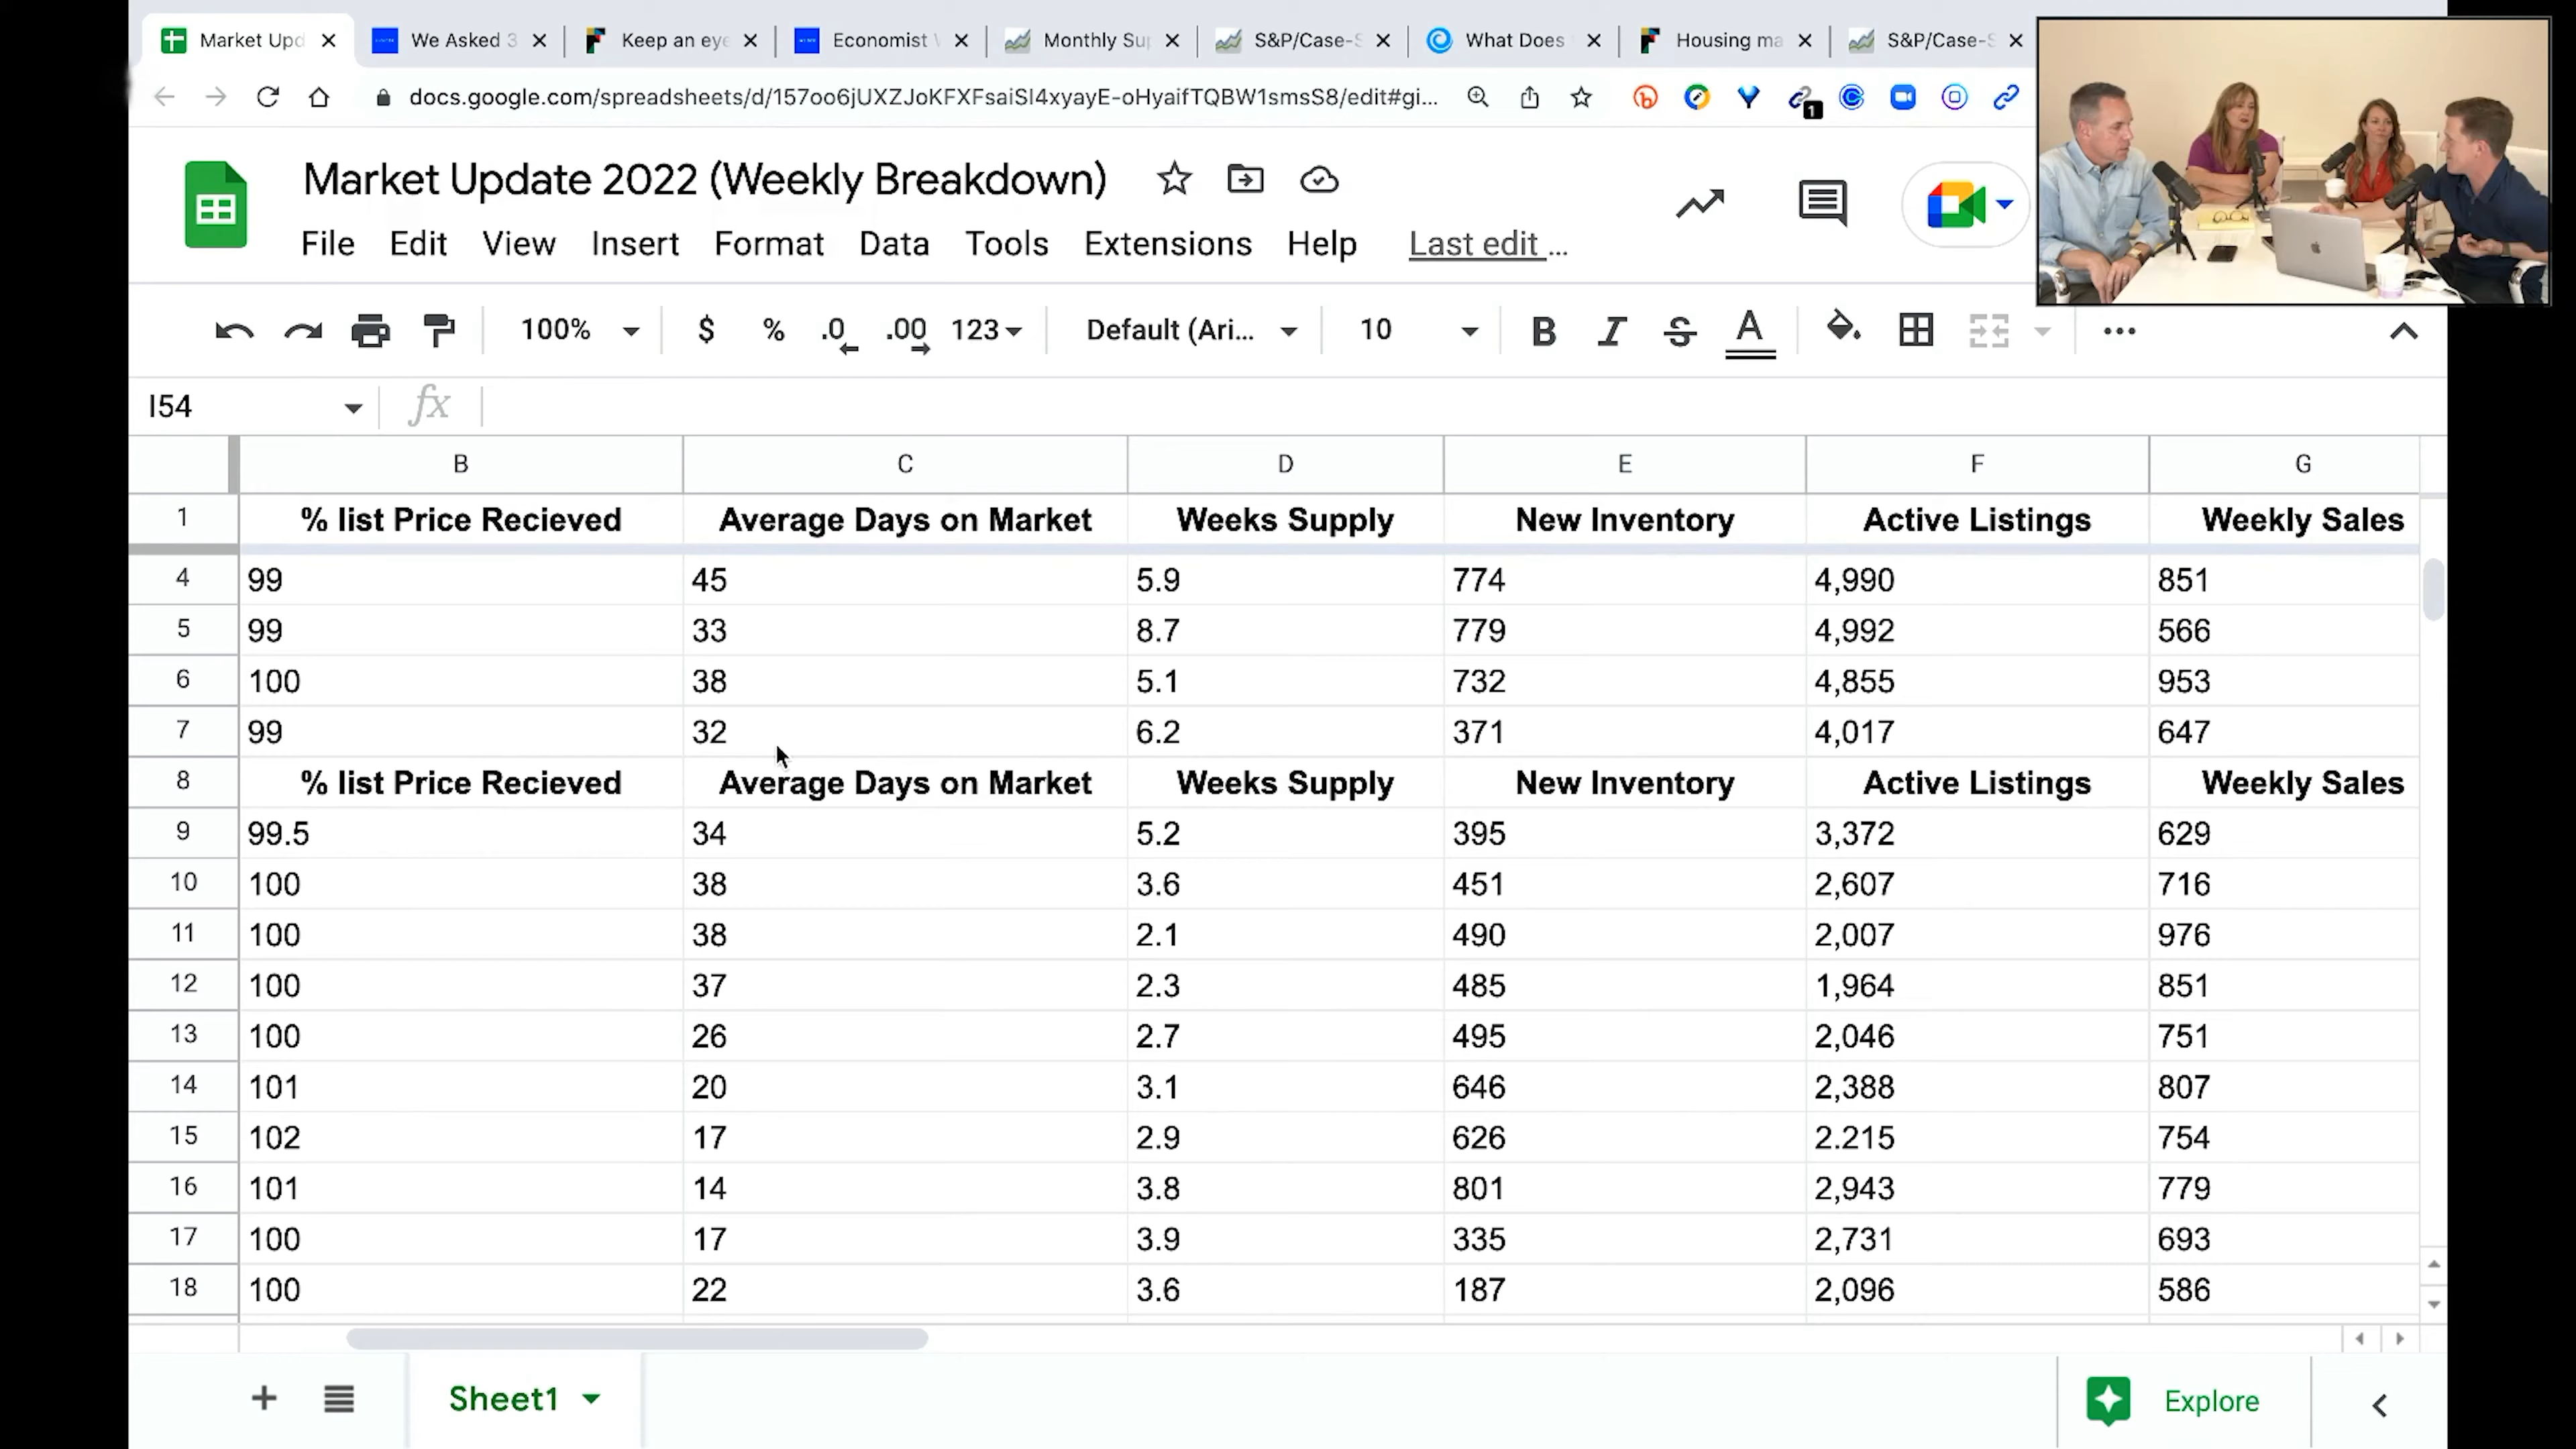 Market Upd We Asked 3 Keep an eye Economist Monthly Sup S&P/Case-S What Does Housing ma S&P/Case-S
docs.google.com/spreadsheets/d/157oo6jUXZJoKFXFsaiSI4xyayE-oHyaifTQBW1smsS8/edit#gi...
1
Market Update 2022 (Weekly Breakdown)
File Edit View Insert Format Data Tools Extensions Help Last edit ...
100% $ % .0 .00 123 Default (Ari... 10 B I S A
I54 fx
B C D E F G
1 % list Price Recieved Average Days on Market Weeks Supply New Inventory Active Listings Weekly Sales
4 99 45 5.9 774 4,990 851
5 99 33 8.7 779 4,992 566
6 100 38 5.1 732 4,855 953
7 99 32 6.2 371 4,017 647
8 % list Price Recieved Average Days on Market Weeks Supply New Inventory Active Listings Weekly Sales
9 99.5 34 5.2 395 3,372 629
10 100 38 3.6 451 2,607 716
11 100 38 2.1 490 2,007 976
12 100 37 2.3 485 1,964 851
13 100 26 2.7 495 2,046 751
14 101 20 3.1 646 2,388 807
15 102 17 2.9 626 2.215 754
16 101 14 3.8 801 2,943 779
17 100 17 3.9 335 2,731 693
18 100 22 3.6 187 2,096 586
Sheet1 Explore